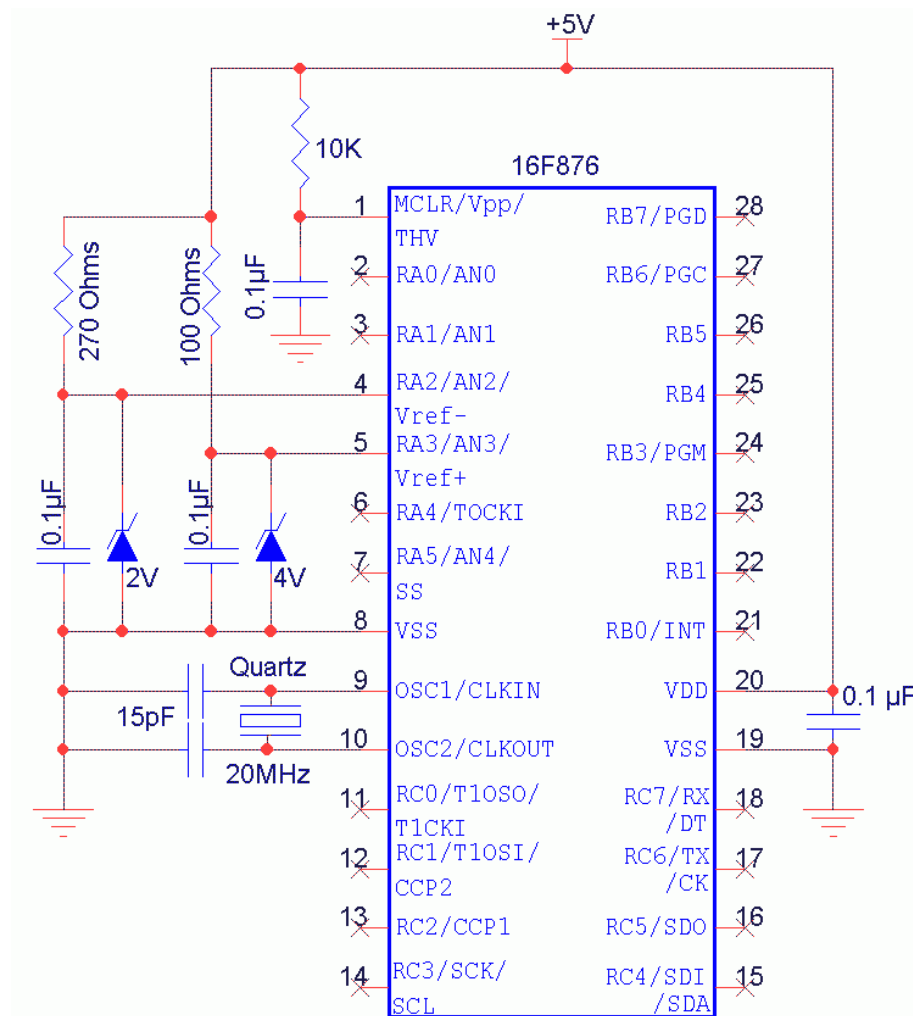 +5V
10K
16F876
1
MCLR/Vpp/
THV
RB7/PGD
28
270 Ohms
100 Ohms
0.1µF
2
RA0/AN0
RB6/PGC
27
3
RA1/AN1
RB5
26
4
RA2/AN2/
Vref-
RB4
25
5
RA3/AN3/
Vref+
RB3/PGM
24
0.1µF
2V
0.1µF
4V
6
RA4/TOCKI
RB2
23
7
RA5/AN4/
SS
RB1
22
8
VSS
RB0/INT
21
Quartz
9
OSC1/CLKIN
VDD
20
0.1 µF
15pF
10
OSC2/CLKOUT
VSS
19
20MHz
11
RC0/T1OSO/
T1CKI
RC7/RX
/DT
18
12
RC1/T1OSI/
CCP2
RC6/TX
/CK
17
13
RC2/CCP1
RC5/SDO
16
14
RC3/SCK/
SCL
RC4/SDI
/SDA
15